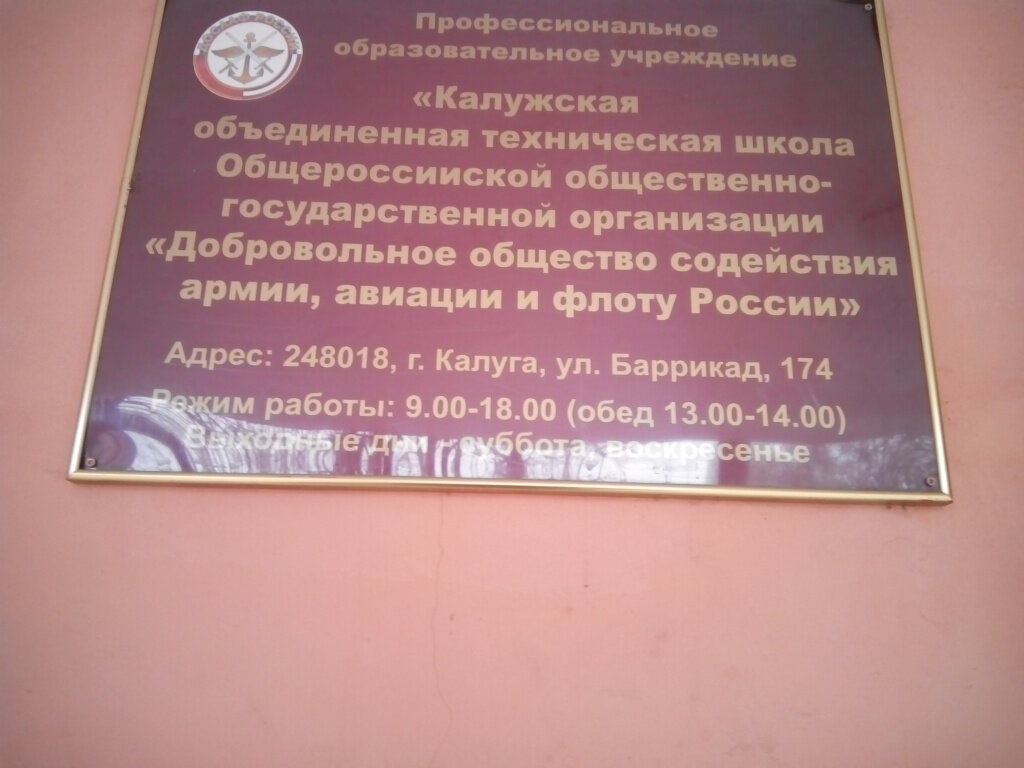 Профессиональное
образовательное учреждение
«Калужская
объединенная техническая школа
Общероссииской общественно-
государственной организации
«Добровольное общество содействия
армии, авиации и флоту России»
Адрес: 248018, г. Калуга, ул. Баррикад, 174
Режим работы: 9.00-18.00 (обед 13.00-14.00)
Выходные дни - суббота, воскресенье